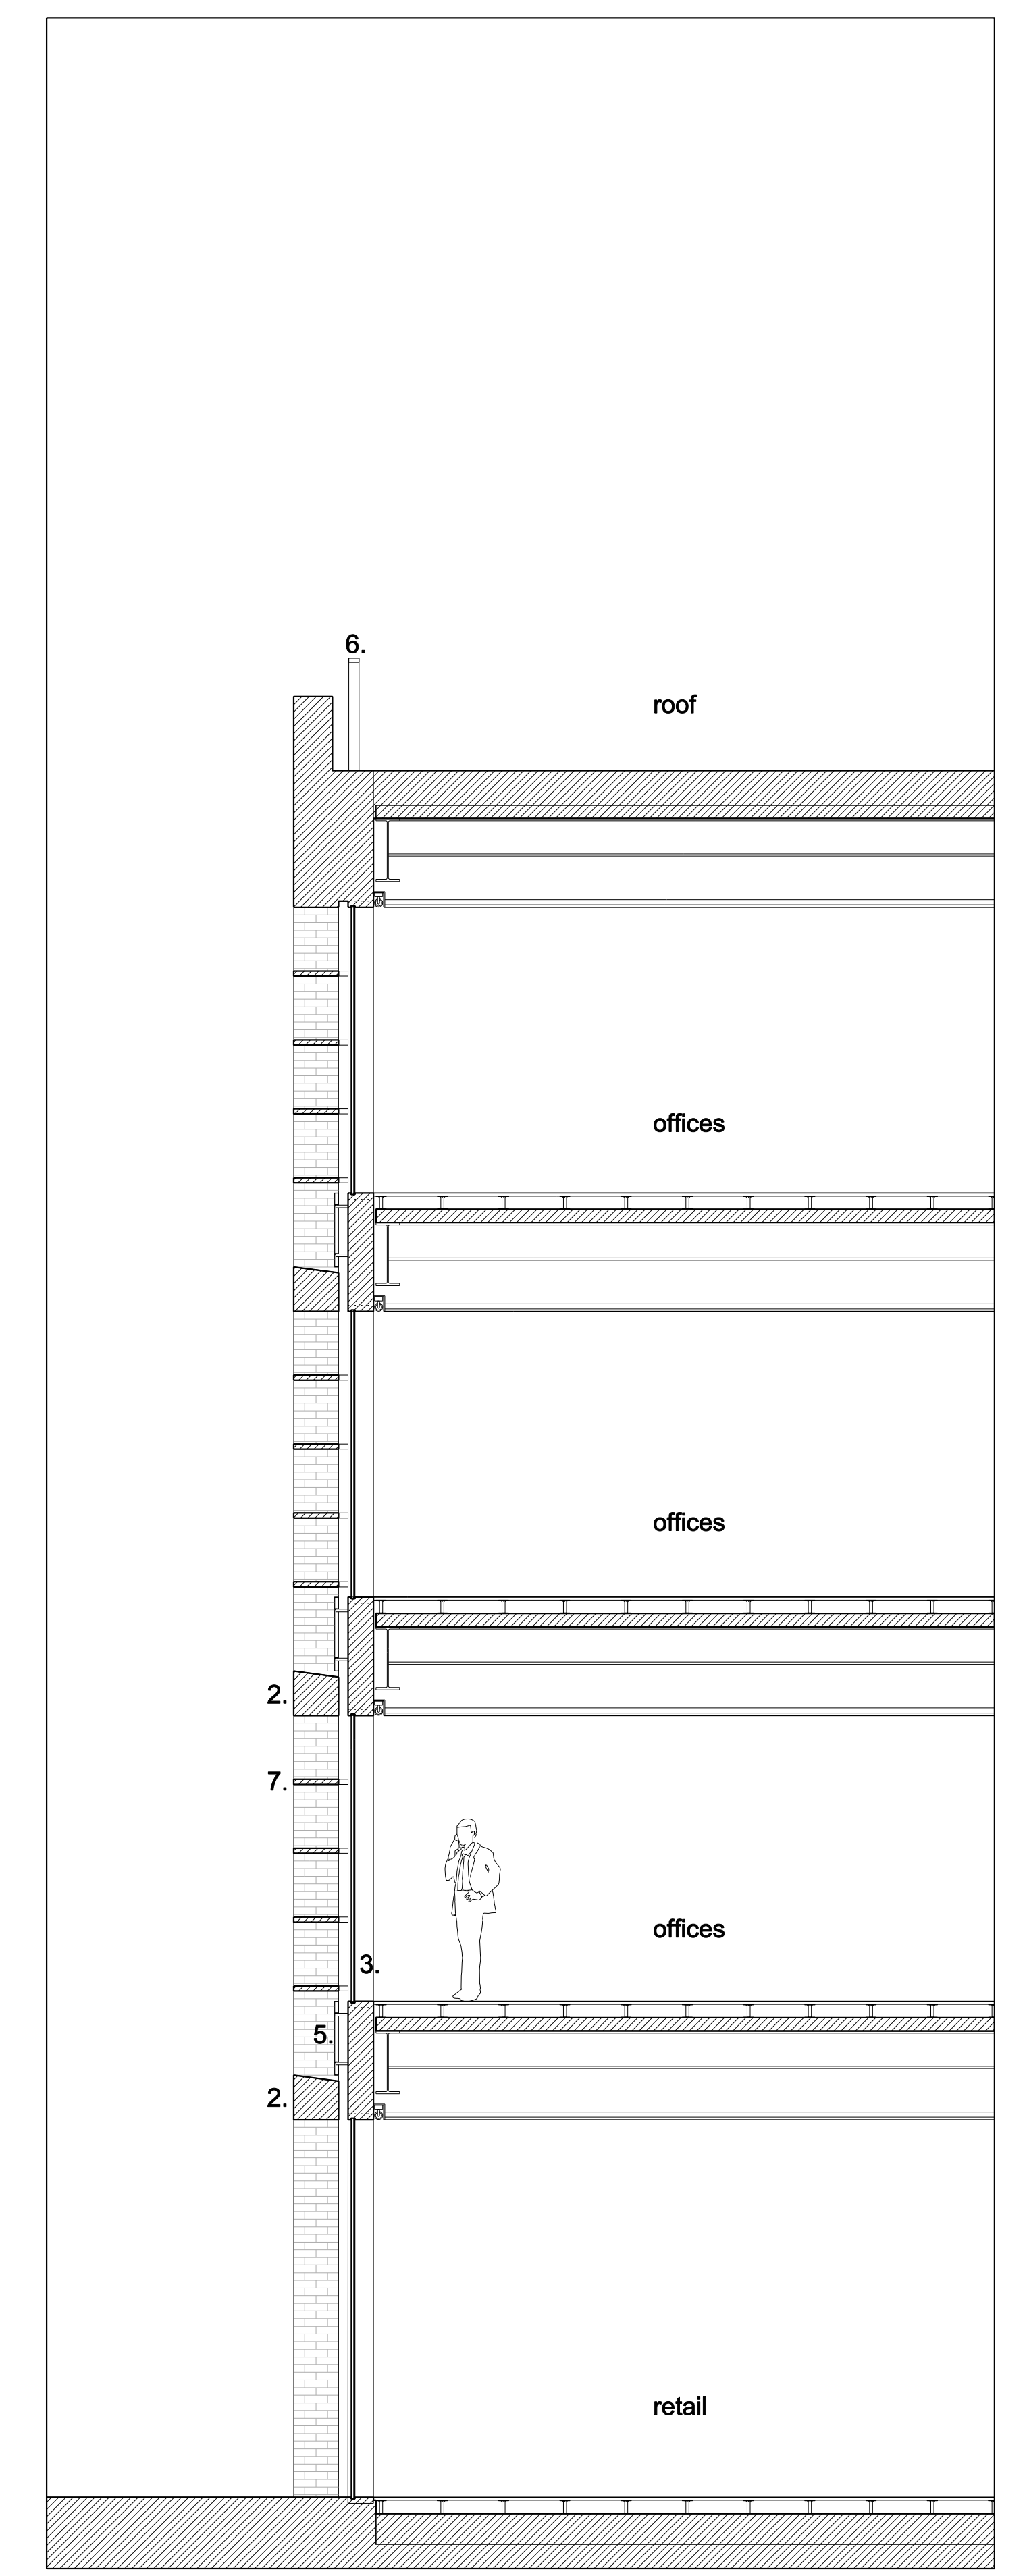 6.
roof
offices
offices
2.
7.
offices
3.
5.
2.
retail